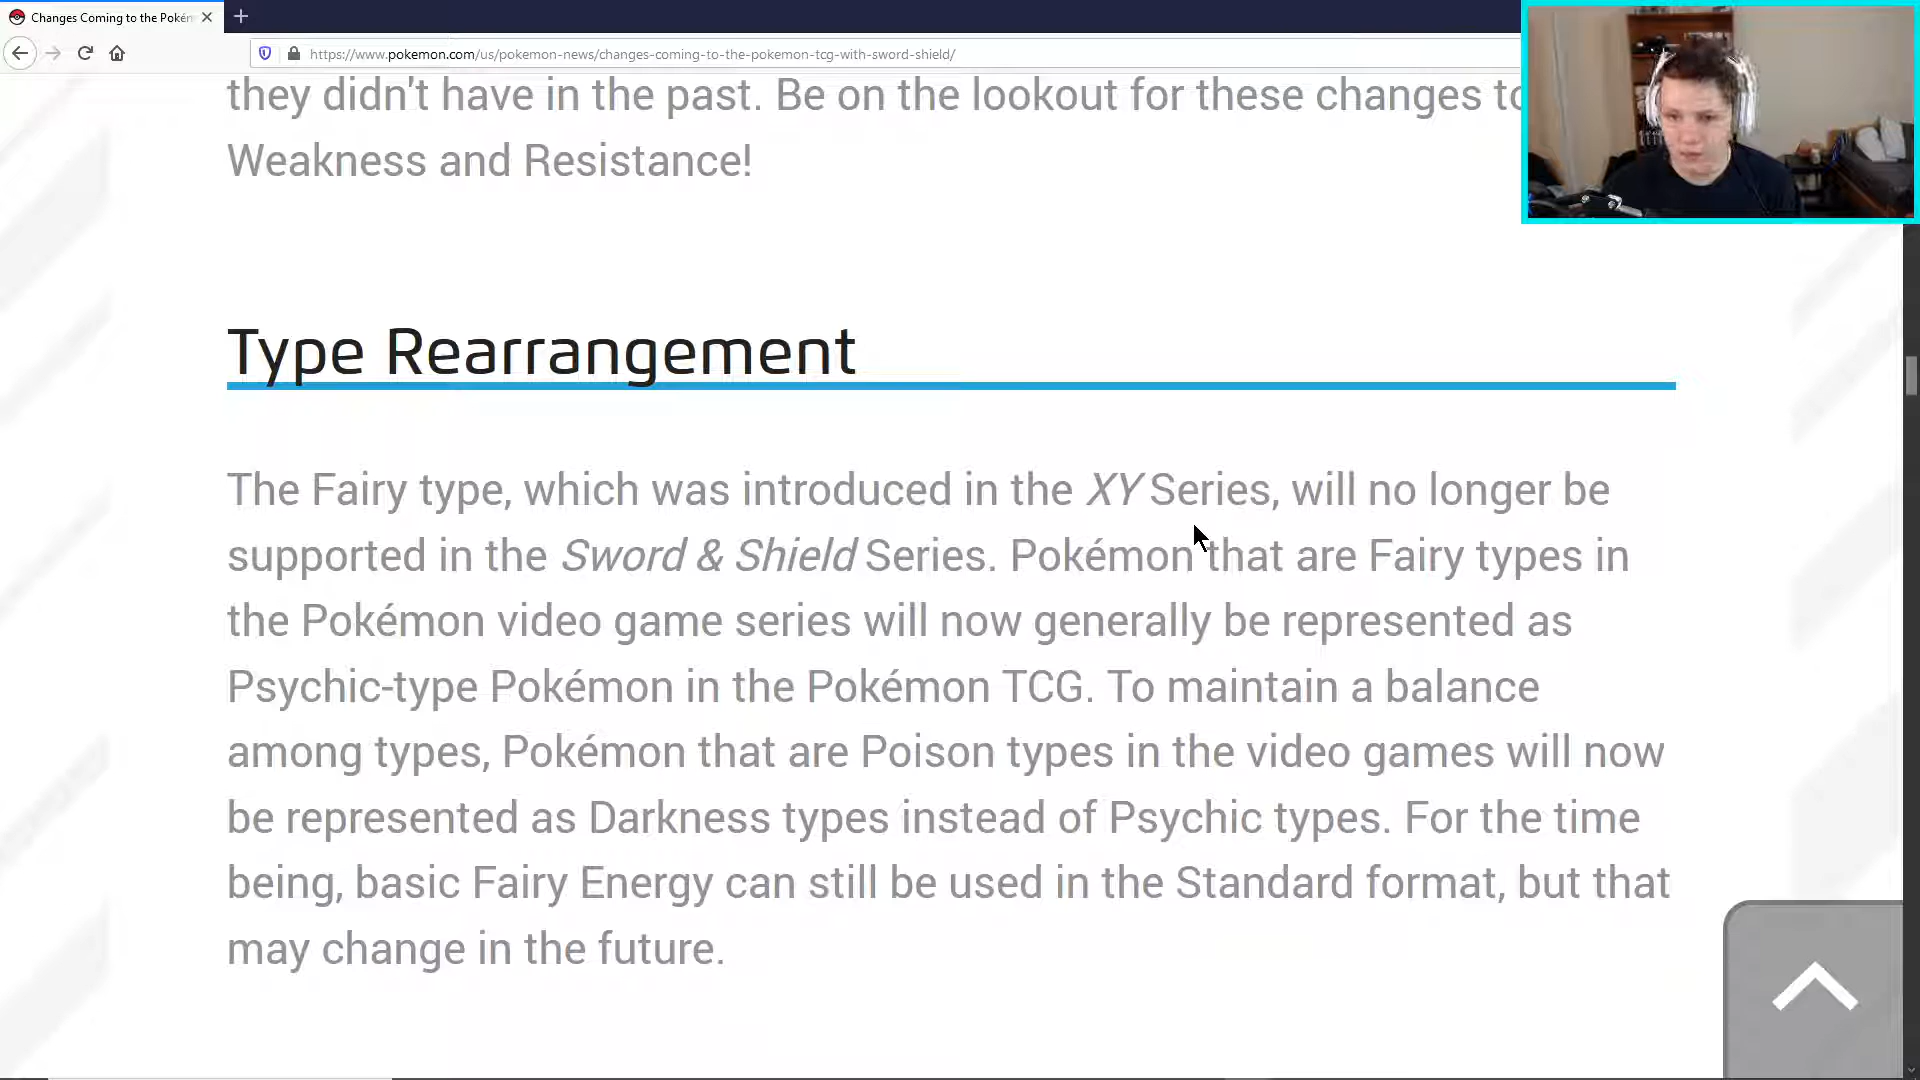 Changes Coming to the Pokém
https://www.pokemon.com/us/pokemon-news/changes-coming-to-the-pokemon-tcg-with-sword-shield/
they didn't have in the past. Be on the lookout for these changes to
Weakness and Resistance!
Type Rearrangement
The Fairy type, which was introduced in the XY Series, will no longer be
supported in the Sword & Shield Series. Pokémon that are Fairy types in
the Pokémon video game series will now generally be represented as
Psychic-type Pokémon in the Pokémon TCG. To maintain a balance
among types, Pokémon that are Poison types in the video games will now
be represented as Darkness types instead of Psychic types. For the time
being, basic Fairy Energy can still be used in the Standard format, but that
may change in the future.